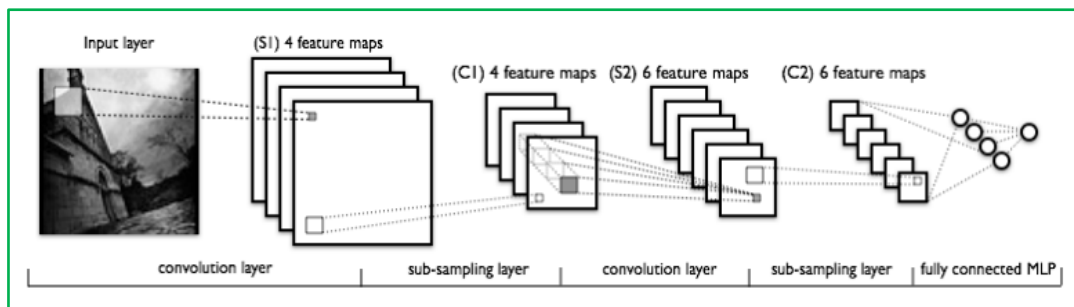 Input layer
(S1) 4 feature maps
(C1) 4 feature maps
(S2) 6 feature maps
(C2) 6 feature maps
convolution layer
sub-sampling layer
convolution layer
sub-sampling layer
fully connected MLP